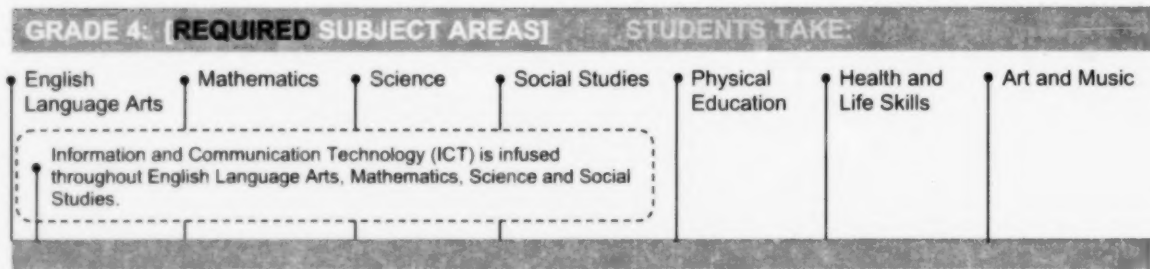 GRADE 4: [REQUIRED SUBJECT AREAS] STUDENTS TAKE:
English Language Arts
Mathematics
Science
Social Studies
Physical Education
Health and Life Skills
Art and Music
Information and Communication Technology (ICT) is infused
throughout English Language Arts, Mathematics, Science and Social
Studies.